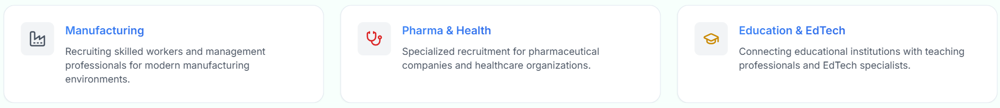 Manufacturing
Recruiting skilled workers and management
professionals for modern manufacturing
environments.
Pharma & Health
Specialized recruitment for pharmaceutical
companies and healthcare organizations.
Education & EdTech
Connecting educational institutions with teaching
professionals and EdTech specialists.